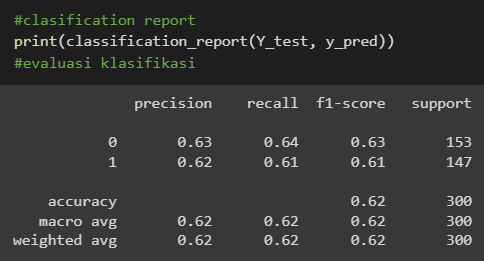 #clasification report
print(classification_report(Y_test, y_pred))
#evaluasi klasifikasi
precision recall f1-score support
0 0.63 0.64 0.63 153
1 0.62 0.61 0.61 147
accuracy 0.62 300
macro avg 0.62 0.62 0.62 300
weighted avg 0.62 0.62 0.62 300